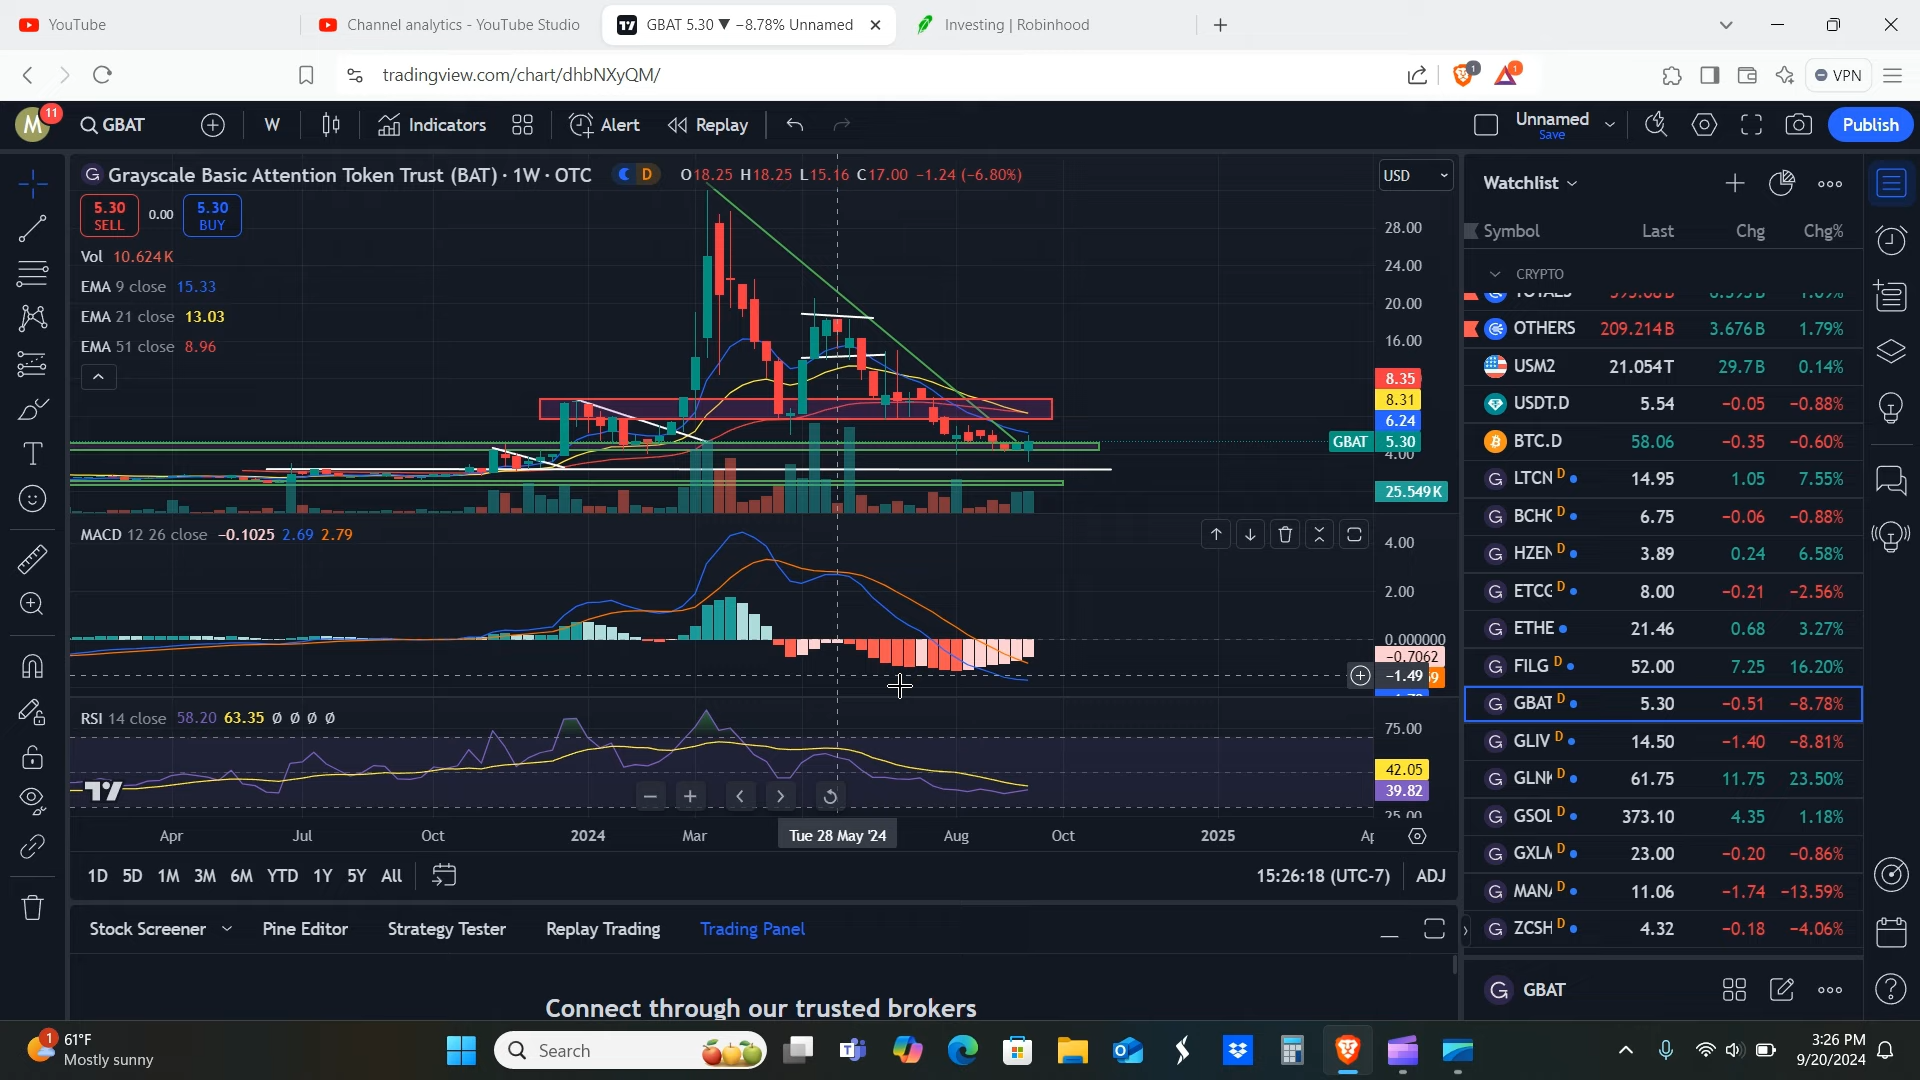 YouTube
Channel analytics - YouTube Studio
GBAT 5.30 ▼ −8.78% Unnamed
Investing | Robinhood
tradingview.com/chart/dhbNXyQM/
1
1
VPN
M
11
GBAT
W
Indicators
Alert
Replay
Unnamed
Save
Publish
Grayscale Basic Attention Token Trust (BAT) · 1W · OTC
D
O18.25 H18.25 L15.16 C17.00 −1.24 (−6.80%)
USD
5.30
SELL
0.00
5.30
BUY
Vol 10.624K
EMA 9 close 15.33
EMA 21 close 13.03
EMA 51 close 8.96
28.00
24.00
20.00
16.00
8.35
8.31
6.24
GBAT 5.30
4.00
25.549K
MACD 12 26 close −0.1025 2.69 2.79
4.00
2.00
0.000000
−0.7062
−1.49
RSI 14 close 58.20 63.35 Ø Ø Ø Ø
75.00
42.05
39.82
25.00
Apr
Jul
Oct
2024
Mar
Tue 28 May '24
Aug
Oct
2025
1D 5D 1M 3M 6M YTD 1Y 5Y All
15:26:18 (UTC-7)
ADJ
Stock Screener
Pine Editor
Strategy Tester
Replay Trading
Trading Panel
Connect through our trusted brokers
Watchlist
Symbol Last Chg Chg%
CRYPTO
OTHERS 209.214B 3.676B 1.79%
USM2 21.054T 29.7B 0.14%
USDT.D 5.54 −0.05 −0.88%
BTC.D 58.06 −0.35 −0.60%
LTCN D 14.95 1.05 7.55%
BCHC D 6.75 −0.06 −0.88%
HZEN D 3.89 0.24 6.58%
ETCG D 8.00 −0.21 −2.56%
ETHE 21.46 0.68 3.27%
FILG D 52.00 7.25 16.20%
GBAT D 5.30 −0.51 −8.78%
GLIV D 14.50 −1.40 −8.81%
GLNK D 61.75 11.75 23.50%
GSOL D 373.10 4.35 1.18%
GXLM D 23.00 −0.20 −0.86%
MANA D 11.06 −1.74 −13.59%
ZCSH D 4.32 −0.18 −4.06%
GBAT
1
61°F
Mostly sunny
Search
3:26 PM
9/20/2024